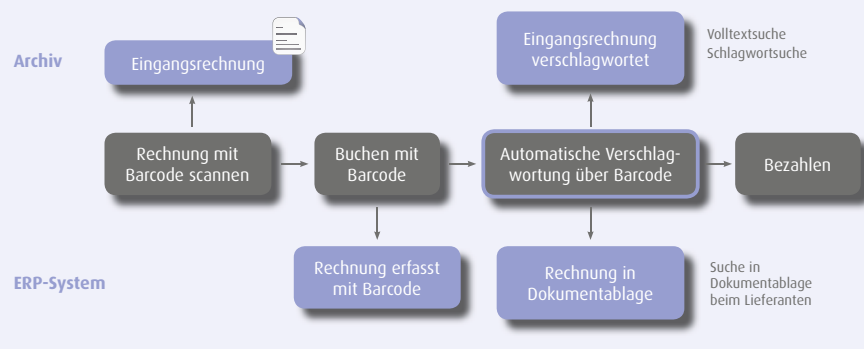 Archiv
Eingangsrechnung
Eingangsrechnung
verschlagwortet
Volltextsuche
Schlagwortsuche
Rechnung mit
Barcode scannen
Buchen mit
Barcode
Automatische Verschlag-
wortung über Barcode
Bezahlen
ERP-System
Rechnung erfasst
mit Barcode
Rechnung in
Dokumentablage
Suche in
Dokumentablage
beim Lieferanten